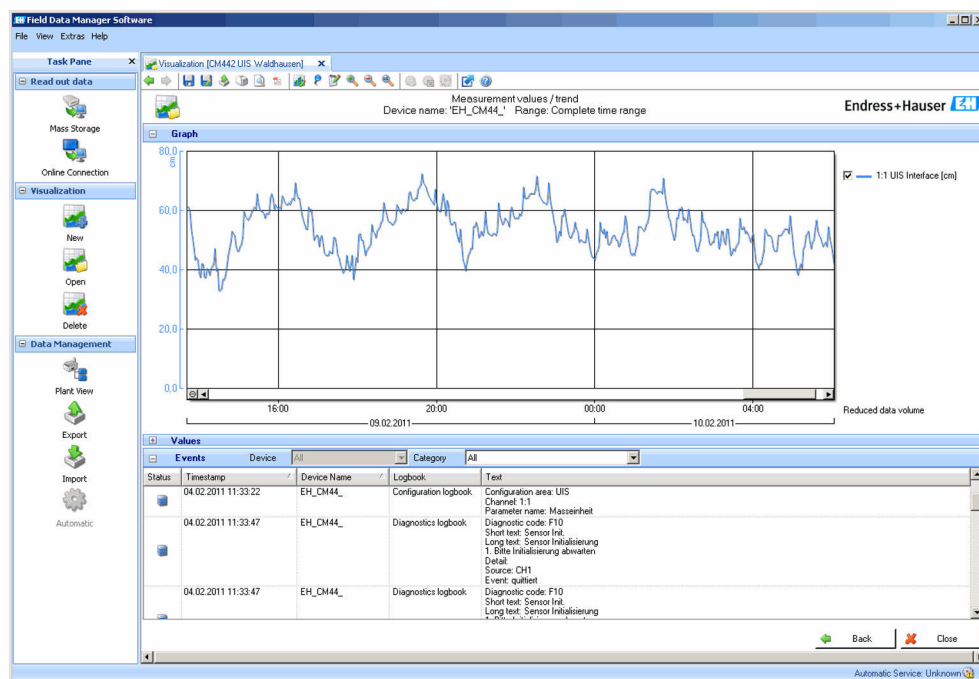 Field Data Manager Software
File View Extras Help
Task Pane
Visualization [CM442 UIS Waldhausen]
Read out data
Mass Storage
Online Connection
Visualization
New
Open
Delete
Data Management
Plant View
Export
Import
Automatic
Measurement values / trend
Device name: 'EH_CM44_' Range: Complete time range
Endress+Hauser EH
Graph
80,0
cm
60,0
40,0
20,0
0,0
1:1 UIS Interface [cm]
16:00 20:00 00:00 04:00
09.02.2011 10.02.2011
Reduced data volume
Values
Events Device All Category All
Status Timestamp Device Name Logbook Text
04.02.2011 11:33:22 EH_CM44_ Configuration logbook Configuration area: UIS
Channel: 1:1
Parameter name: Masseinheit
04.02.2011 11:33:47 EH_CM44_ Diagnostics logbook Diagnostic code: F10
Short text: Sensor Init.
Long text: Sensor Initialisierung
1. Bitte Initialisierung abwarten
Detail:
Source: CH1
Event: quittiert
04.02.2011 11:33:47 EH_CM44_ Diagnostics logbook Diagnostic code: F10
Short text: Sensor Init.
Long text: Sensor Initialisierung
Back Close
Automatic Service: Unknown